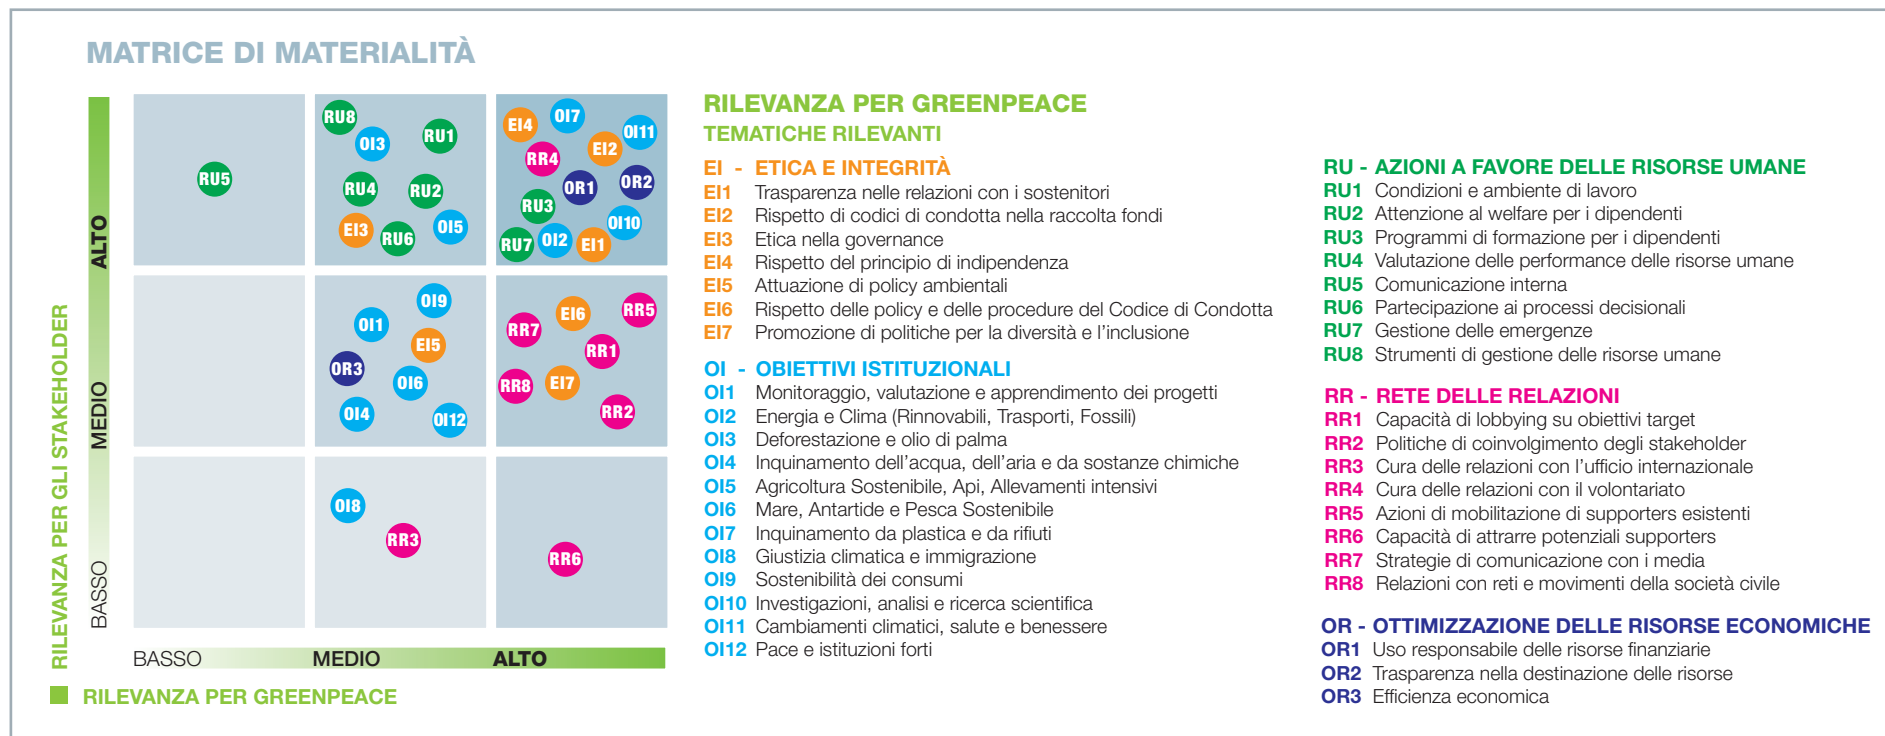 MATRICE DI MATERIALITÀ
RILEVANZA PER GLI STAKEHOLDER
ALTO
MEDIO
BASSO
RU5
RU8
OI3
RU1
RU4
RU2
EI3
RU6
OI5
EI4
OI7
OI11
EI2
RR4
OR1
OR2
RU3
OI10
RU7
OI2
EI1
OI9
OI1
EI5
OR3
OI6
OI4
OI12
EI6
RR5
RR7
RR1
RR8
EI7
RR2
OI8
RR3
RR6
BASSO
MEDIO
ALTO
RILEVANZA PER GREENPEACE
RILEVANZA PER GREENPEACE
TEMATICHE RILEVANTI
EI - ETICA E INTEGRITÀ
EI1 Trasparenza nelle relazioni con i sostenitori
EI2 Rispetto di codici di condotta nella raccolta fondi
EI3 Etica nella governance
EI4 Rispetto del principio di indipendenza
EI5 Attuazione di policy ambientali
EI6 Rispetto delle policy e delle procedure del Codice di Condotta
EI7 Promozione di politiche per la diversità e l'inclusione
OI - OBIETTIVI ISTITUZIONALI
OI1 Monitoraggio, valutazione e apprendimento dei progetti
OI2 Energia e Clima (Rinnovabili, Trasporti, Fossili)
OI3 Deforestazione e olio di palma
OI4 Inquinamento dell'acqua, dell'aria e da sostanze chimiche
OI5 Agricoltura Sostenibile, Api, Allevamenti intensivi
OI6 Mare, Antartide e Pesca Sostenibile
OI7 Inquinamento da plastica e da rifiuti
OI8 Giustizia climatica e immigrazione
OI9 Sostenibilità dei consumi
OI10 Investigazioni, analisi e ricerca scientifica
OI11 Cambiamenti climatici, salute e benessere
OI12 Pace e istituzioni forti
RU - AZIONI A FAVORE DELLE RISORSE UMANE
RU1 Condizioni e ambiente di lavoro
RU2 Attenzione al welfare per i dipendenti
RU3 Programmi di formazione per i dipendenti
RU4 Valutazione delle performance delle risorse umane
RU5 Comunicazione interna
RU6 Partecipazione ai processi decisionali
RU7 Gestione delle emergenze
RU8 Strumenti di gestione delle risorse umane
RR - RETE DELLE RELAZIONI
RR1 Capacità di lobbying su obiettivi target
RR2 Politiche di coinvolgimento degli stakeholder
RR3 Cura delle relazioni con l'ufficio internazionale
RR4 Cura delle relazioni con il volontariato
RR5 Azioni di mobilitazione di supporters esistenti
RR6 Capacità di attrarre potenziali supporters
RR7 Strategie di comunicazione con i media
RR8 Relazioni con reti e movimenti della società civile
OR - OTTIMIZZAZIONE DELLE RISORSE ECONOMICHE
OR1 Uso responsabile delle risorse finanziarie
OR2 Trasparenza nella destinazione delle risorse
OR3 Efficienza economica